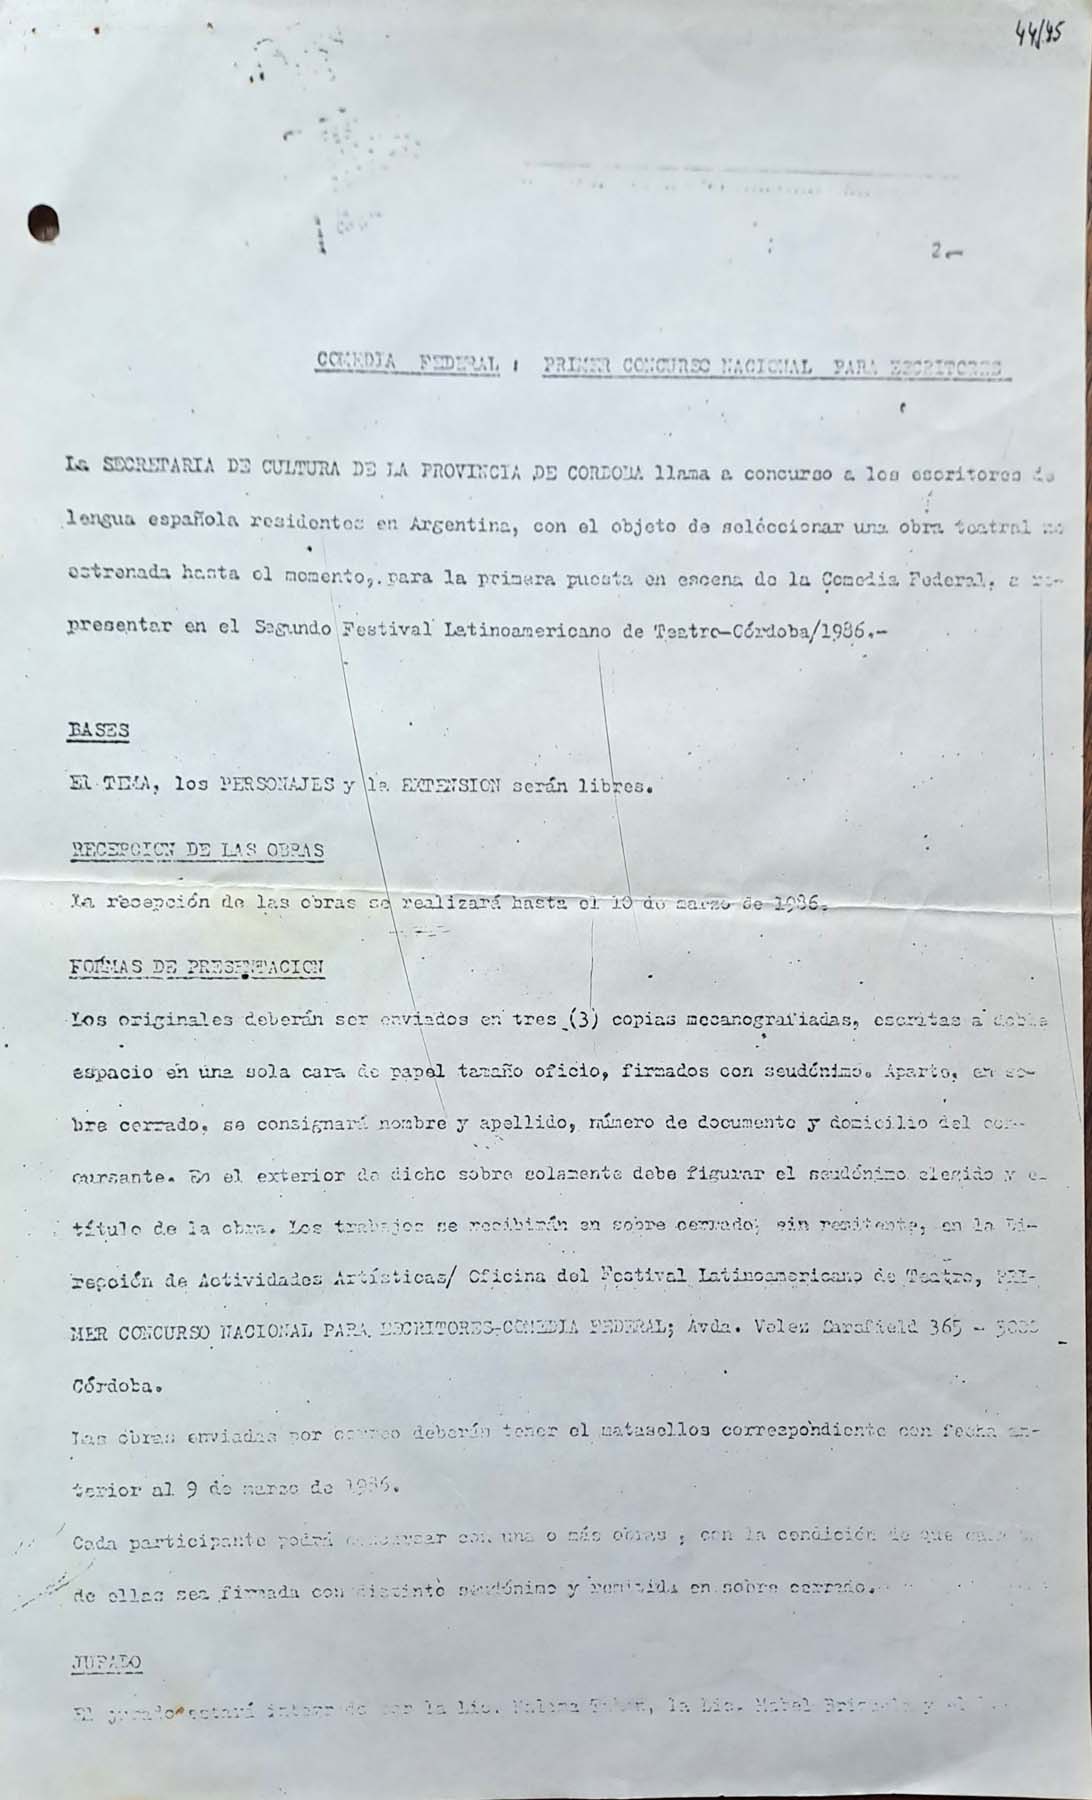 44/45
2.-
COMEDIA FEDERAL : PRIMER CONCURSO NACIONAL PARA ESCRITORES
La SECRETARIA DE CULTURA DE LA PROVINCIA DE CORDOBA llama a concurso a los escritores de
lengua española residentes en Argentina, con el objeto de seleccionar una obra teatral no
estrenada hasta el momento, para la primera puesta en escena de la Comedia Federal, a re-
presentar en el Segundo Festival Latinoamericano de Teatro-Córdoba/1986.-
BASES
El TEMA, los PERSONAJES y la EXTENSION serán libres.
RECEPCION DE LAS OBRAS
La recepción de las obras se realizará hasta el 10 de marzo de 1986.
FORMAS DE PRESENTACION
Los originales deberán ser enviados en tres (3) copias mecanografiadas, escritas a doble
espacio en una sola cara de papel tamaño oficio, firmados con seudónimo. Aparte, en so-
bre cerrado, se consignará nombre y apellido, número de documento y domicilio del con-
cursante. En el exterior de dicho sobre solamente debe figurar el seudónimo elegido y el
título de la obra. Los trabajos se recibirán en sobre cerrado, sin remitente, en la Di-
rección de Actividades Artísticas/ Oficina del Festival Latinoamericano de Teatro, PRI-
MER CONCURSO NACIONAL PARA ESCRITORES-COMEDIA FEDERAL; Avda. Velez Sarsfield 365 - 5000
Córdoba.
Las obras enviadas por correo deberán tener el matasellos correspondiente con fecha an-
terior al 9 de marzo de 1986.
Cada participante podrá concursar con una o más obras, con la condición de que cada
de ellas sea firmada con distinto seudónimo y remitida en sobre cerrado.
JURADO
El jurado estará integrado por la Lic. la Lic. Mabel y el